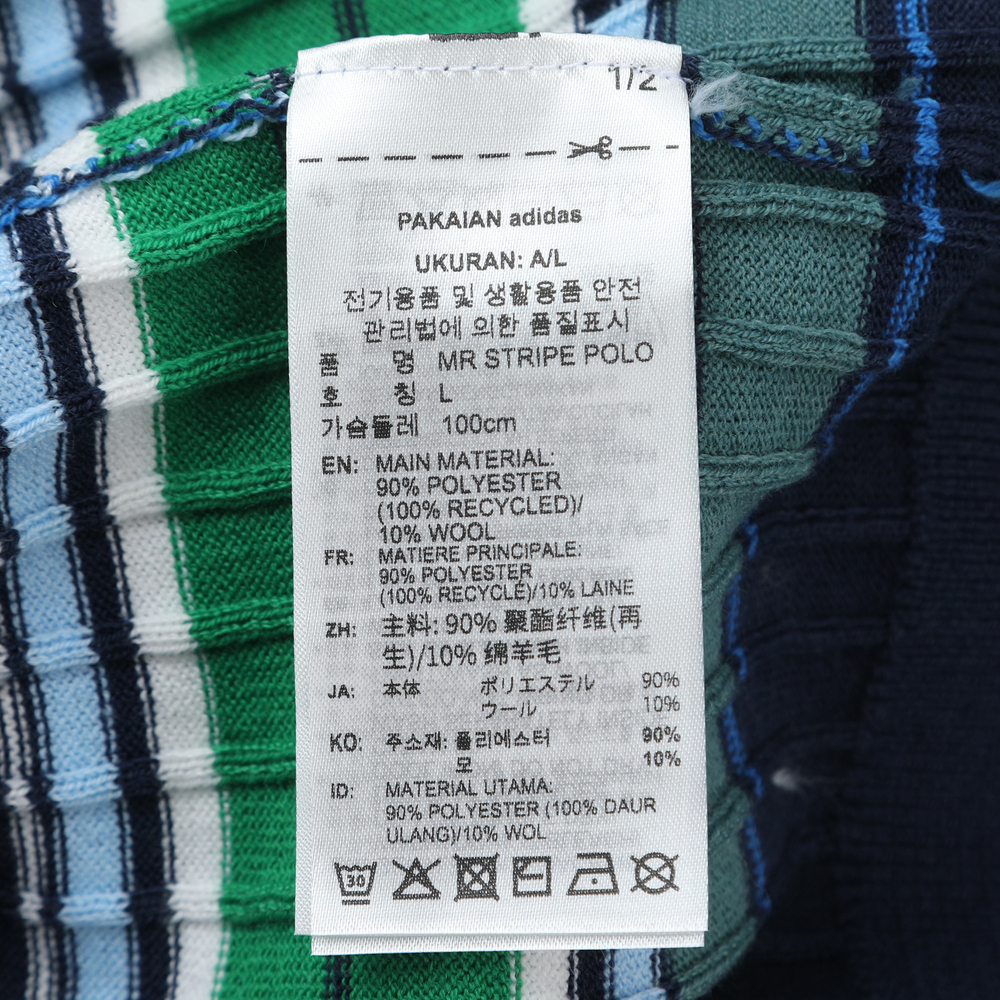 1/2
PAKAIAN adidas
UKURAN: A/L
전기용품 및 생활용품 안전
관리법에 의한 품질표시
품 명 MR STRIPE POLO
호 칭 L
가슴둘레 100cm
EN: MAIN MATERIAL:
90% POLYESTER
(100% RECYCLED)/
10% WOOL
FR: MATIERE PRINCIPALE:
90% POLYESTER
(100% RECYCLÉ)/10% LAINE
ZH: 主料: 90% 聚酯纤维(再
生)/10% 绵羊毛
JA: 本体 ポリエステル 90%
ウール 10%
KO: 주소재: 폴리에스터 90%
모 10%
ID: MATERIAL UTAMA:
90% POLYESTER (100% DAUR
ULANG)/10% WOL
30